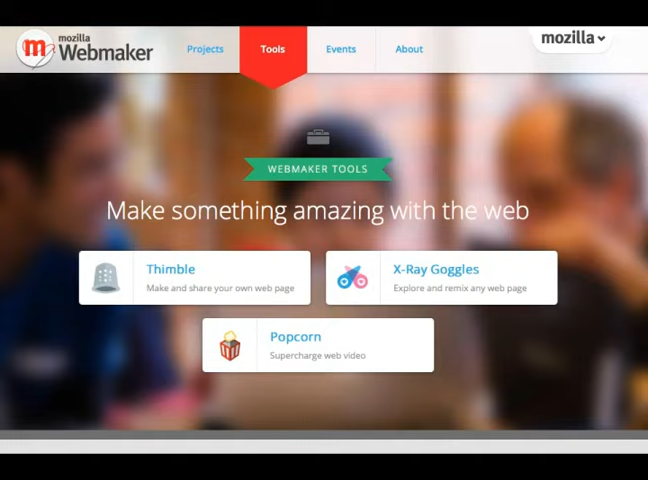 mozilla
Webmaker
Projects
Tools
Events
About
mozilla
WEBMAKER TOOLS
Make something amazing with the web
Thimble
Make and share your own web page
X-Ray Goggles
Explore and remix any web page
Popcorn
Supercharge web video